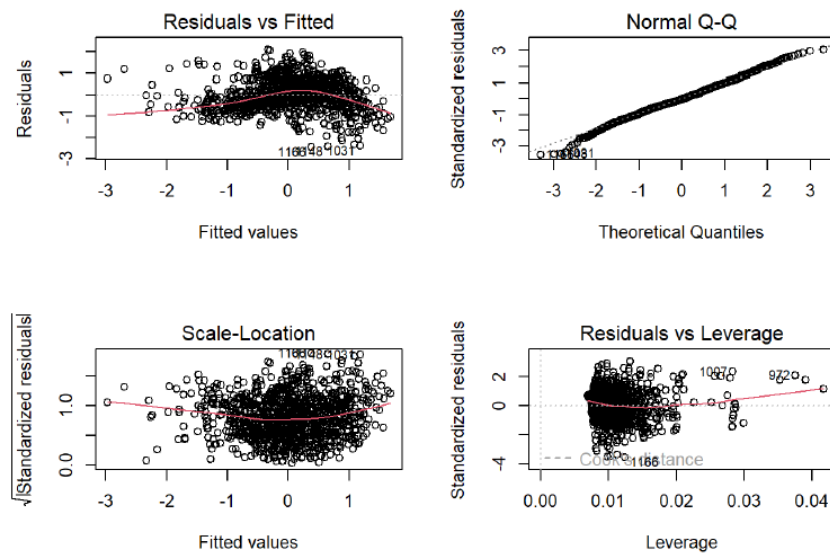 Residuals vs Fitted
Residuals
1
-1
-3
1031
-3 -2 -1 0 1
Fitted values
Normal Q-Q
Standardized residuals
3
1
-1
-3
-3 -2 -1 0 1 2 3
Theoretical Quantiles
Scale-Location
√|Standardized residuals|
1.0
0.0
1031
-3 -2 -1 0 1
Fitted values
Residuals vs Leverage
Standardized residuals
2
0
-4
1007
972
Cook's distance
1166
0.00 0.01 0.02 0.03 0.04
Leverage